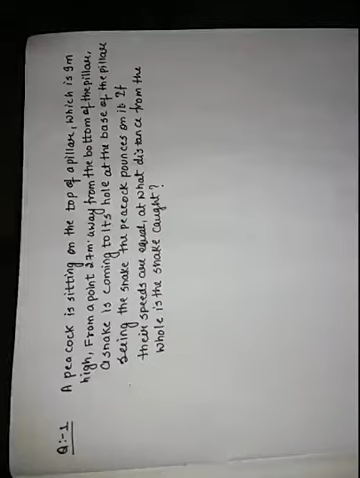 Q:-1 A peacock is sitting on the top of a pillar, which is 9m
high, From a point 27m. away from the bottom of the pillar,
a snake is coming to its hole at the base of the pillar
seeing the snake the peacock pounces on it If
their speeds are equal, at what distance from the
whole is the snake caught?